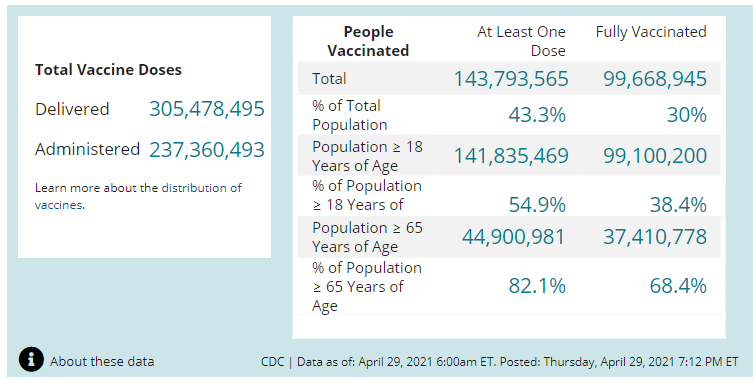 Total Vaccine Doses
Delivered 305,478,495
Administered 237,360,493
Learn more about the distribution of
vaccines.
People
Vaccinated
At Least One
Dose
Fully Vaccinated
Total 143,793,565 99,668,945
% of Total
Population
43.3% 30%
Population ≥ 18
Years of Age
141,835,469 99,100,200
% of Population
≥ 18 Years of
54.9% 38.4%
Population ≥ 65
Years of Age
44,900,981 37,410,778
% of Population
≥ 65 Years of
Age
82.1% 68.4%
i About these data
CDC | Data as of: April 29, 2021 6:00am ET. Posted: Thursday, April 29, 2021 7:12 PM ET